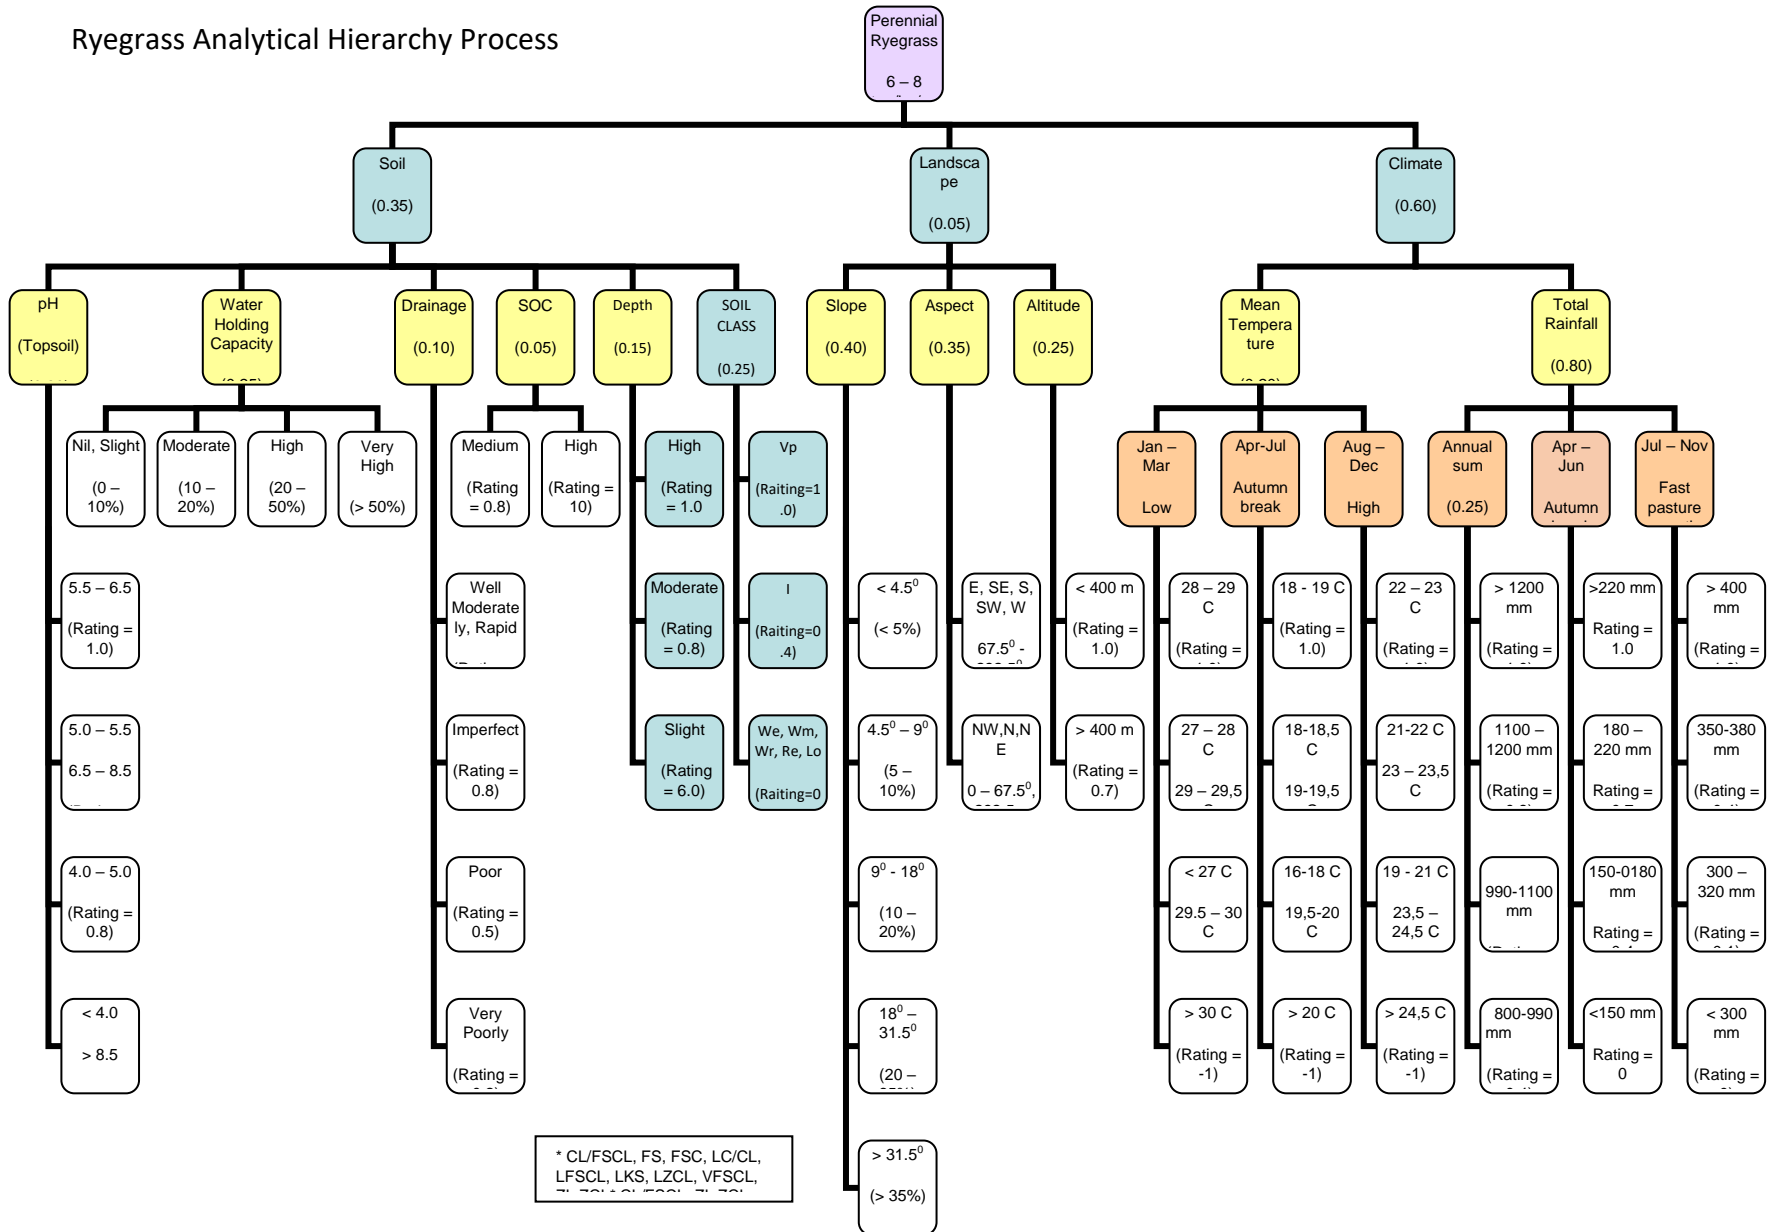 Ryegrass Analytical Hierarchy Process
Perennial
Ryegrass
6 – 8
Soil
(0.35)
Landsca
pe
(0.05)
Climate
(0.60)
pH
(Topsoil)
Water
Holding
Capacity
Drainage
(0.10)
SOC
(0.05)
Depth
(0.15)
SOIL
CLASS
(0.25)
Slope
(0.40)
Aspect
(0.35)
Altitude
(0.25)
Mean
Tempera
ture
Total
Rainfall
(0.80)
Nil, Slight
(0 –
10%)
Moderate
(10 –
20%)
High
(20 –
50%)
Very
High
(> 50%)
Medium
(Rating
= 0.8)
High
(Rating =
10)
High
(Rating
= 1.0
Vp
(Raiting=1
.0)
Jan –
Mar
Low
Apr-Jul
Autumn
break
Aug –
Dec
High
Annual
sum
(0.25)
Apr –
Jun
Autumn
Jul – Nov
Fast
pasture
5.5 – 6.5
(Rating =
1.0)
Well
Moderate
ly, Rapid
Moderate
(Rating
= 0.8)
I
(Raiting=0
.4)
< 4.5⁰
(< 5%)
E, SE, S,
SW, W
67.5⁰ -
< 400 m
(Rating =
1.0)
28 – 29
C
(Rating =
18 - 19 C
(Rating =
1.0)
22 – 23
C
(Rating =
> 1200
mm
(Rating =
>220 mm
Rating =
1.0
> 400
mm
(Rating =
5.0 – 5.5
6.5 – 8.5
Imperfect
(Rating =
0.8)
Slight
(Rating
= 6.0)
We, Wm,
Wr, Re, Lo
(Raiting=0
4.5⁰ – 9⁰
(5 –
10%)
NW,N,N
E
0 – 67.5⁰,
> 400 m
(Rating =
0.7)
27 – 28
C
29 – 29,5
18-18,5
C
19-19,5
21-22 C
23 – 23,5
C
1100 –
1200 mm
(Rating =
180 –
220 mm
Rating =
350-380
mm
(Rating =
4.0 – 5.0
(Rating =
0.8)
Poor
(Rating =
0.5)
9⁰ - 18⁰
(10 –
20%)
< 27 C
29.5 – 30
C
16-18 C
19,5-20
C
19 - 21 C
23,5 –
24,5 C
990-1100
mm
150-0180
mm
Rating =
300 –
320 mm
(Rating =
< 4.0
> 8.5
Very
Poorly
(Rating =
18⁰ –
31.5⁰
(20 –
> 30 C
(Rating =
-1)
> 20 C
(Rating =
-1)
> 24,5 C
(Rating =
-1)
800-990
mm
(Rating =
<150 mm
Rating =
0
< 300
mm
(Rating =
> 31.5⁰
(> 35%)
* CL/FSCL, FS, FSC, LC/CL,
LFSCL, LKS, LZCL, VFSCL,